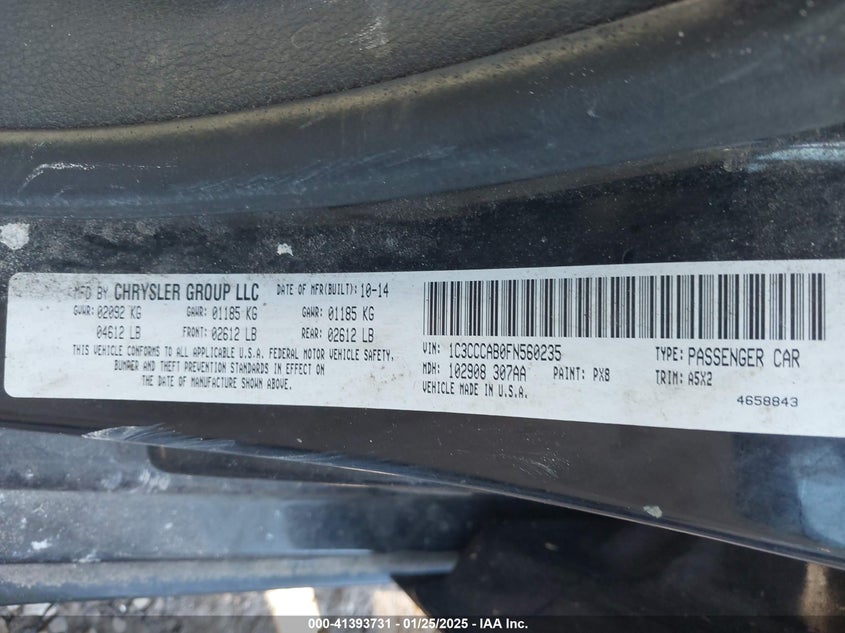 MFD BY CHRYSLER GROUP LLC DATE OF MFR(BUILT): 10-14
GVWR: 02092 KG GAWR: 01185 KG GAWR: 01185 KG
04612 LB FRONT: 02612 LB REAR: 02612 LB
THIS VEHICLE CONFORMS TO ALL APPLICABLE U.S.A. FEDERAL MOTOR VEHICLE SAFETY,
BUMPER AND THEFT PREVENTION STANDARDS IN EFFECT ON
THE DATE OF MANUFACTURE SHOWN ABOVE.
VIN: 1C3CCCAB0FN560235 TYPE: PASSENGER CAR
MDH: 102908 307AA PAINT: PX8 TRIM: A5X2
VEHICLE MADE IN U.S.A.
4658843
000-41393731 - 01/25/2025 - IAA Inc.